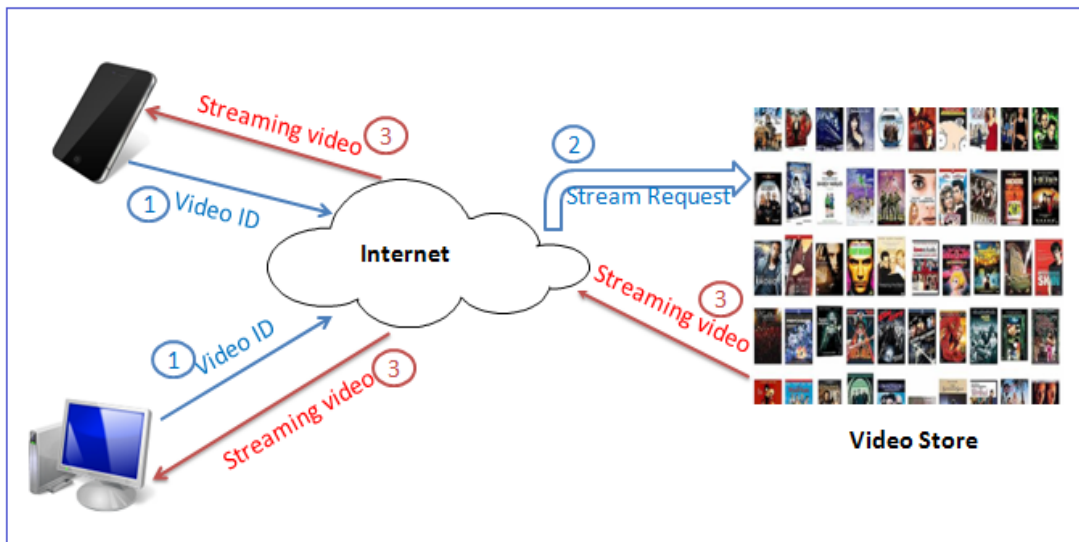 Streaming video 3
1 Video ID
2
Stream Request
Internet
Streaming video 3
1 Video ID
Streaming video 3
Video Store